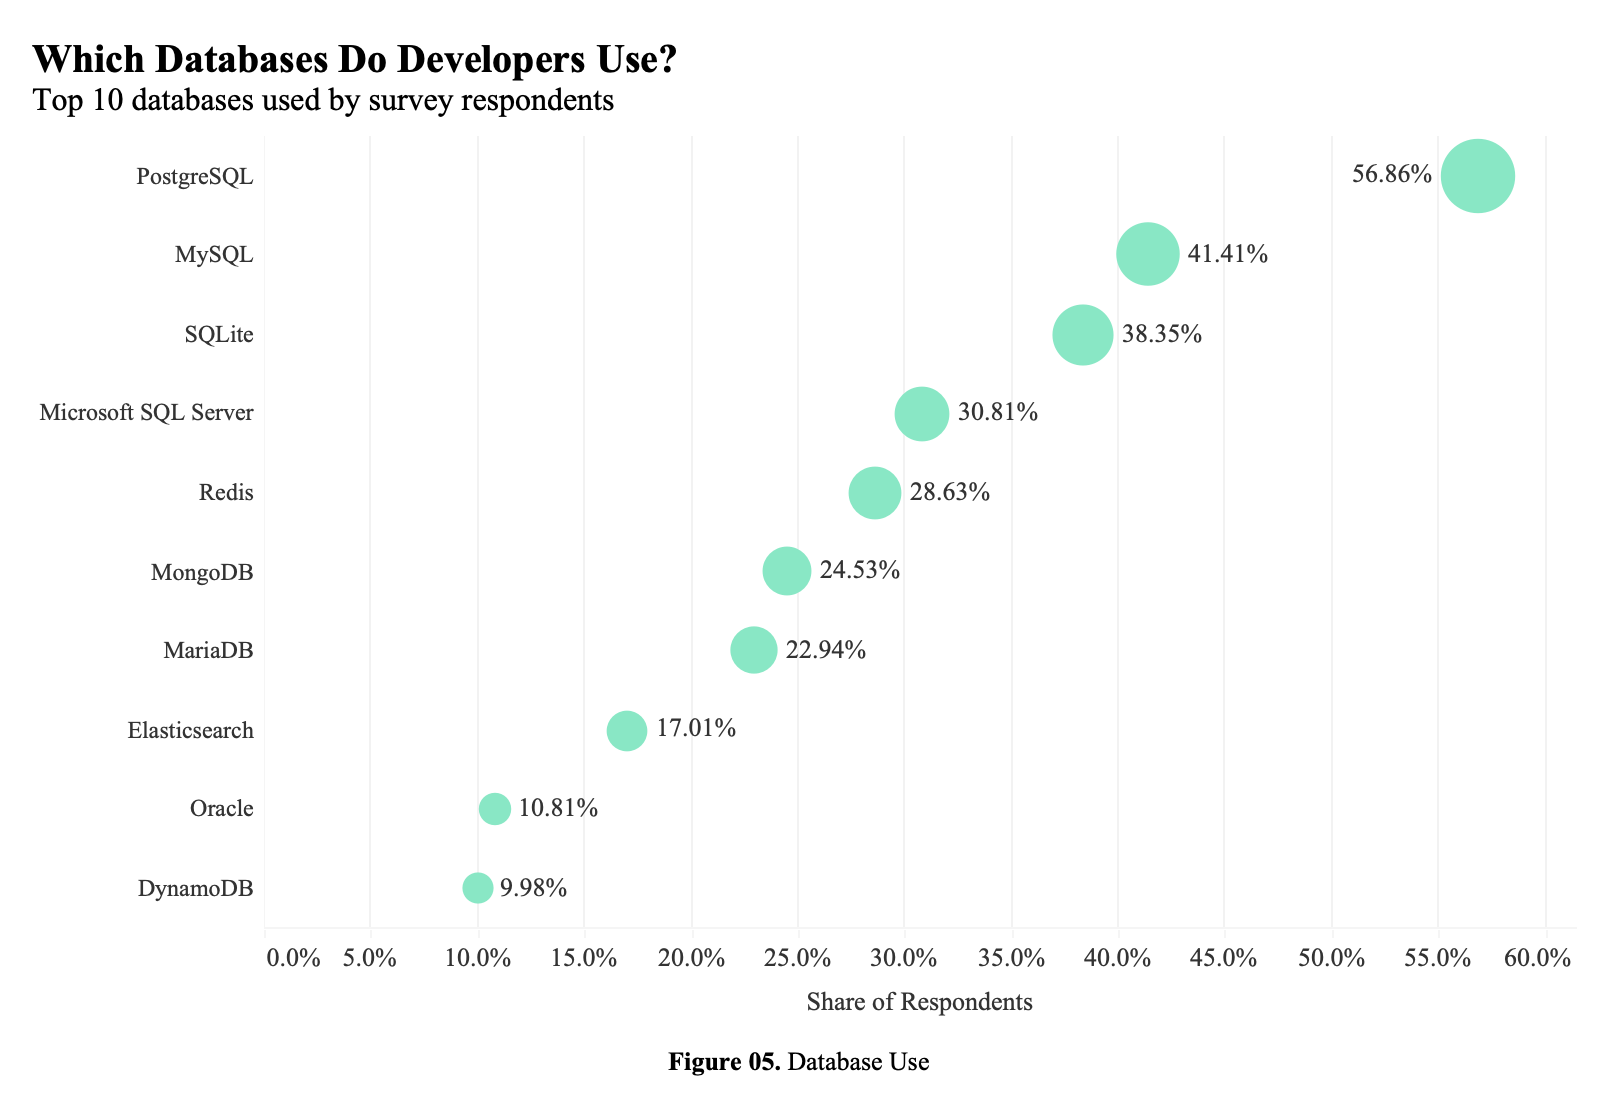 Which Databases Do Developers Use?
Top 10 databases used by survey respondents
PostgreSQL 56.86%
MySQL 41.41%
SQLite 38.35%
Microsoft SQL Server 30.81%
Redis 28.63%
MongoDB 24.53%
MariaDB 22.94%
Elasticsearch 17.01%
Oracle 10.81%
DynamoDB 9.98%
0.0% 5.0% 10.0% 15.0% 20.0% 25.0% 30.0% 35.0% 40.0% 45.0% 50.0% 55.0% 60.0%
Share of Respondents
Figure 05. Database Use